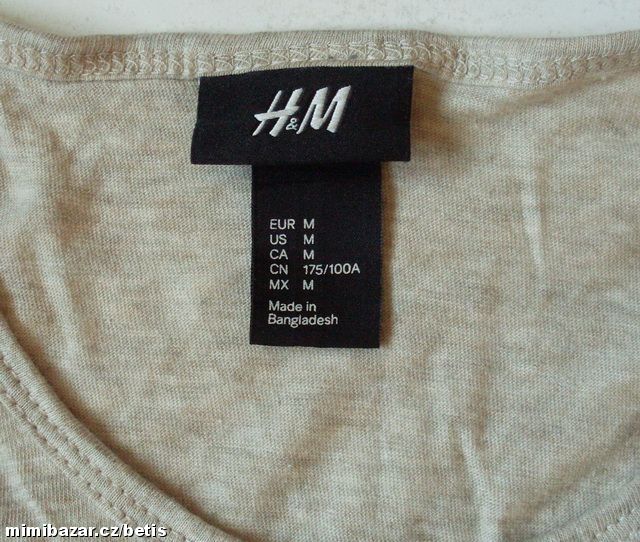 H&M
EUR M
US M
CA M
CN 175/100A
MX M
Made in
Bangladesh
mimibazar.cz/betis